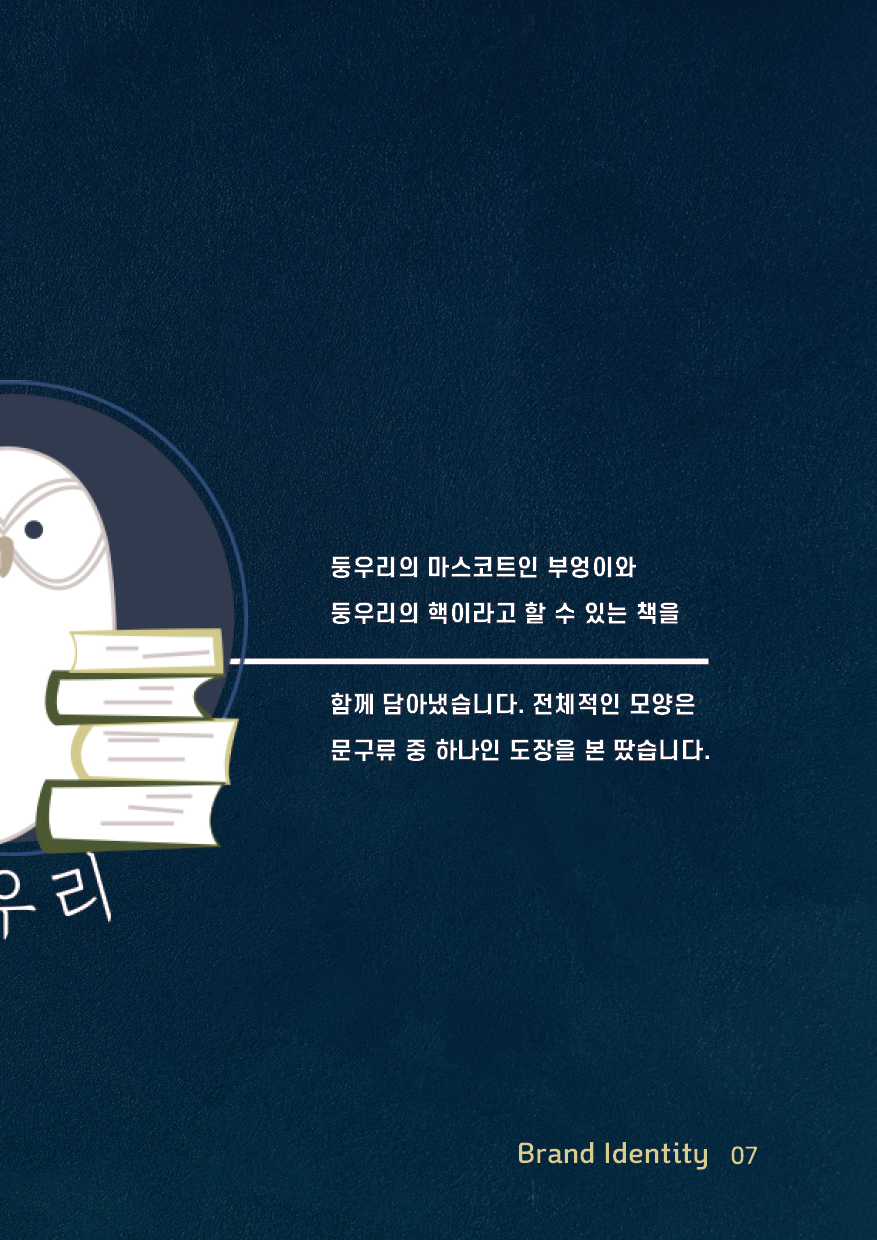 둥우리의 마스코트인 부엉이와
둥우리의 핵이라고 할 수 있는 책을
함께 담아냈습니다. 전체적인 모양은
문구류 중 하나인 도장을 본 땄습니다.
우리
Brand Identity 07